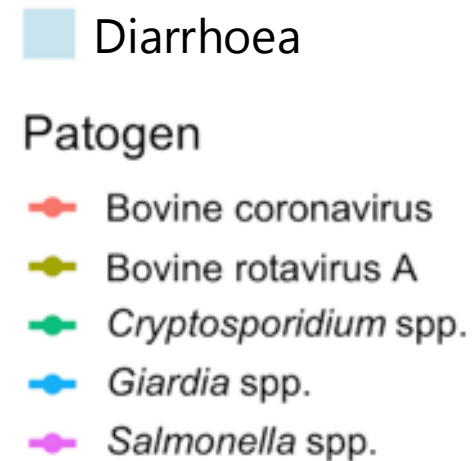 Diarrhoea
Patogen
Bovine coronavirus
Bovine rotavirus A
Cryptosporidium spp.
Giardia spp.
Salmonella spp.